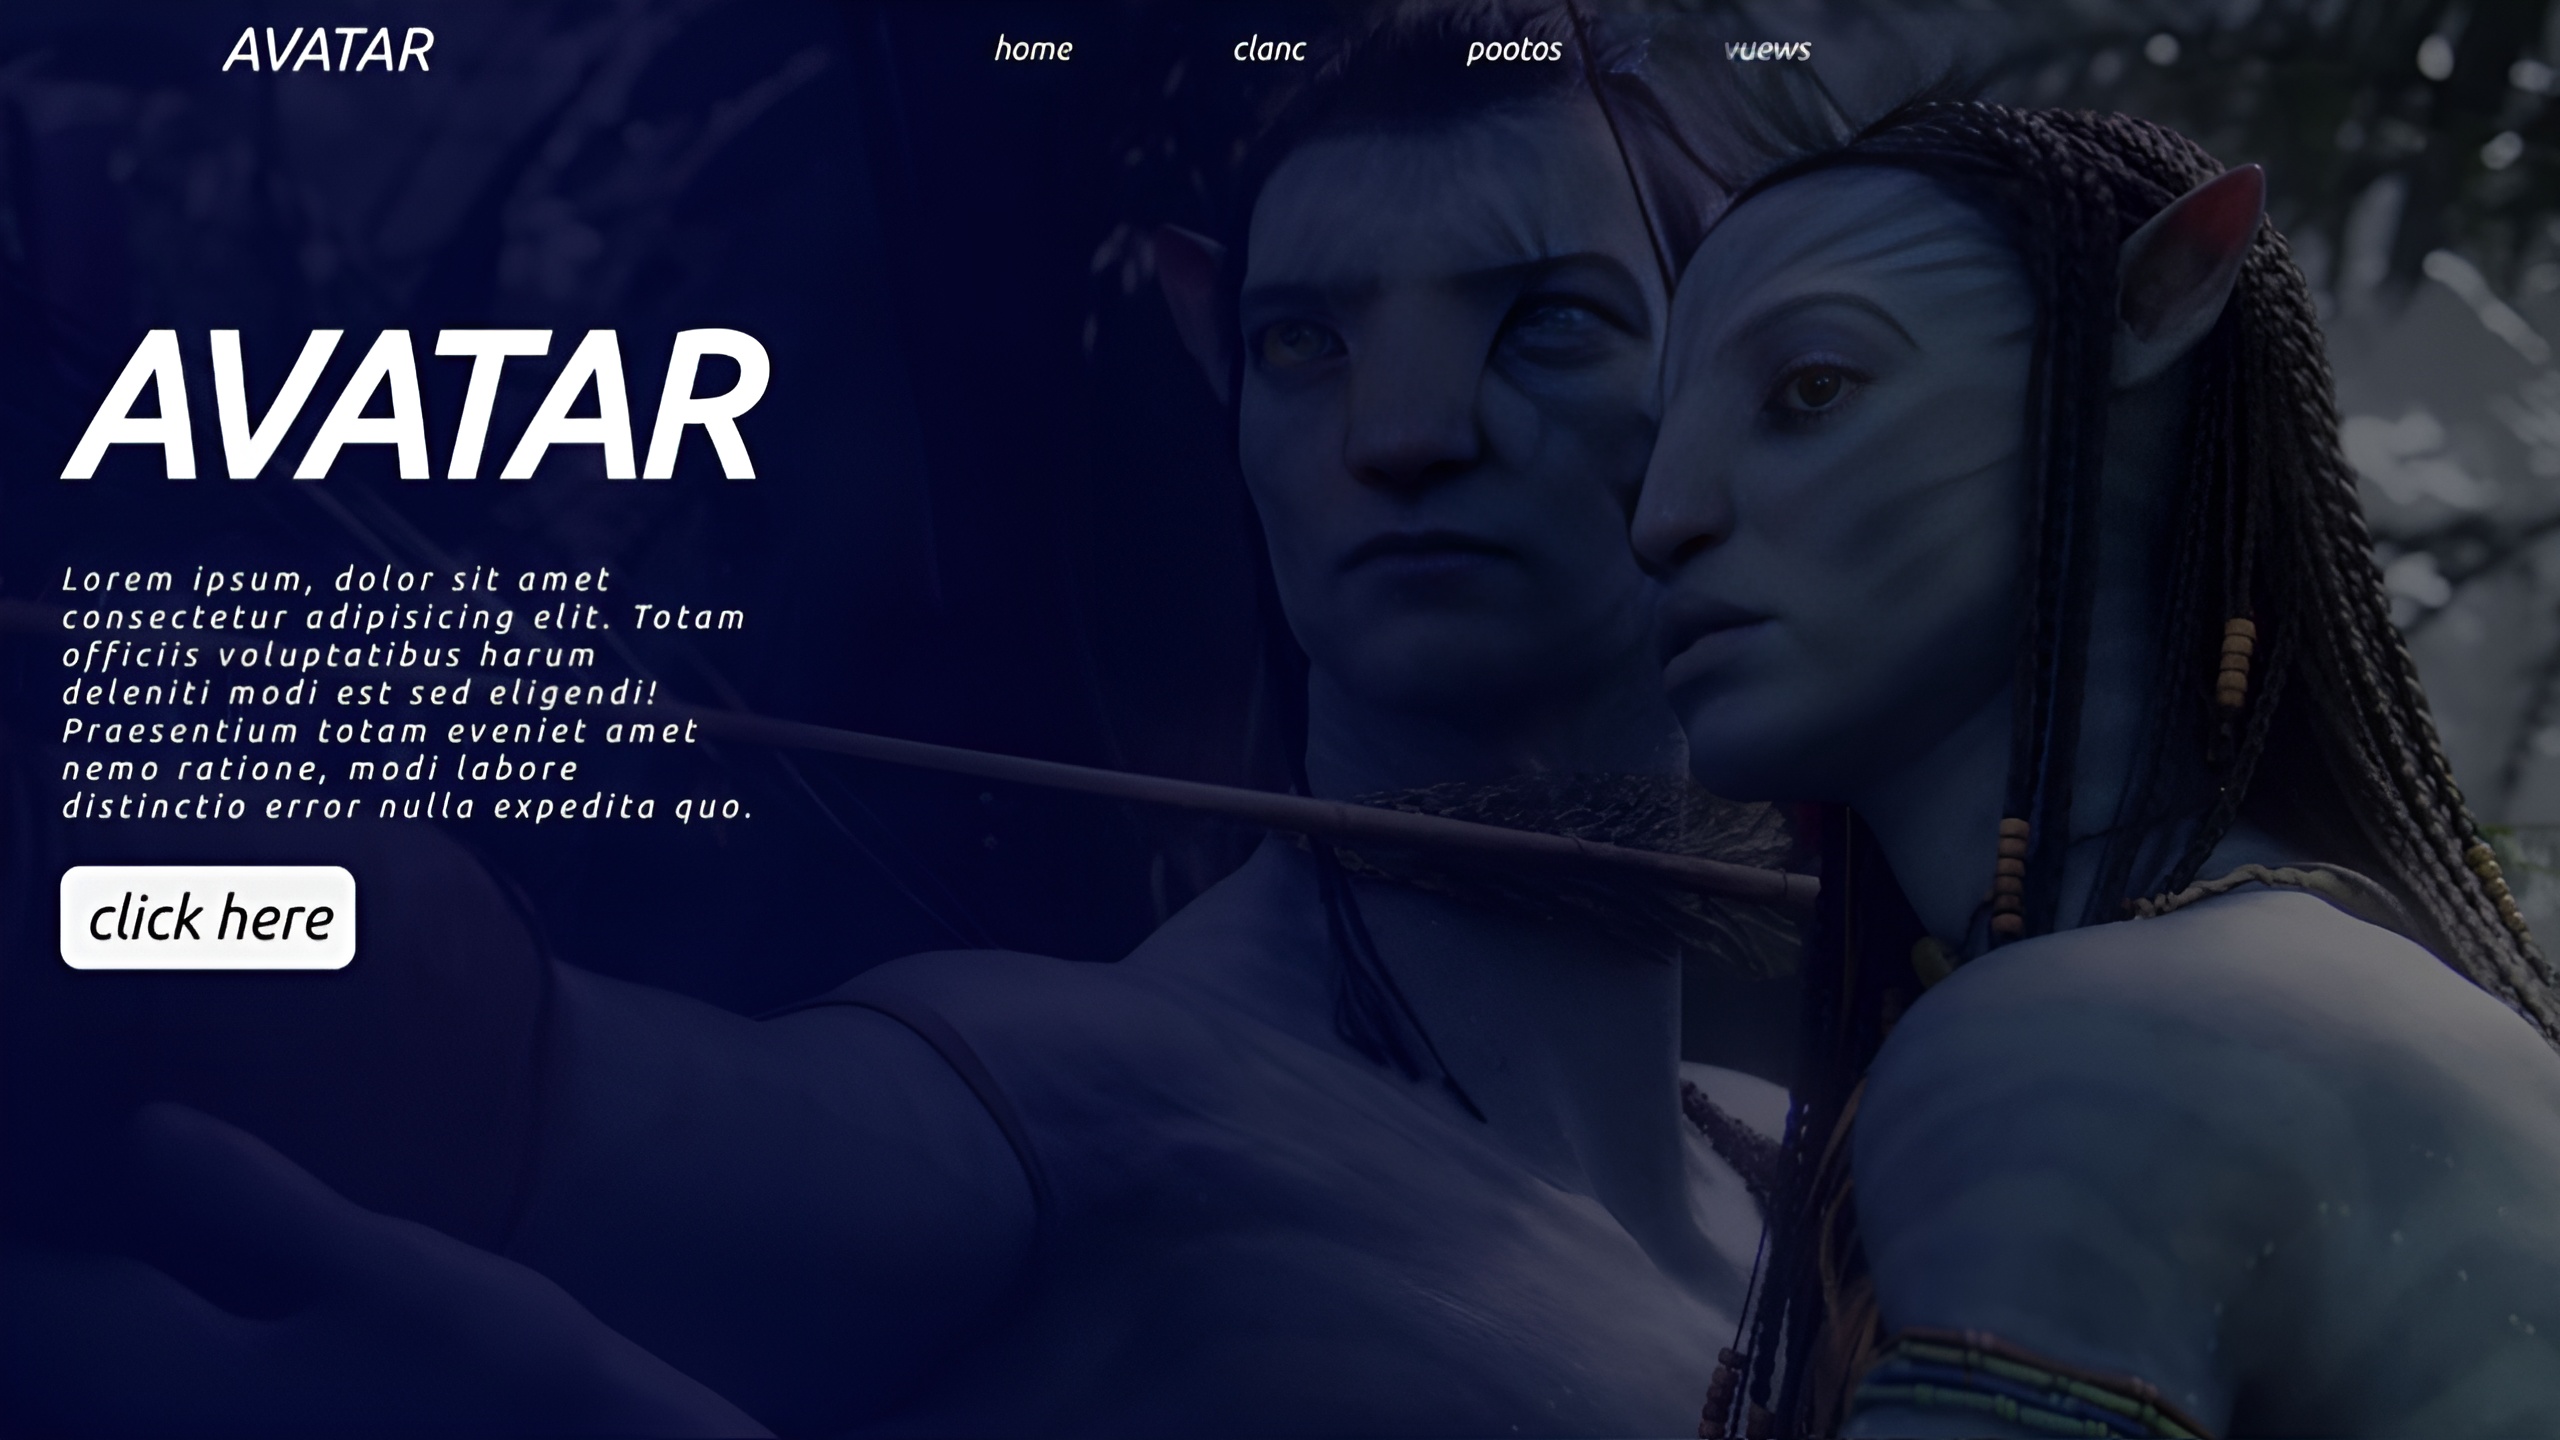 AVATAR
home clanc pootos vuews
AVATAR
Lorem ipsum, dolor sit amet
consectetur adipisicing elit. Totam
officiis voluptatibus harum
deleniti modi est sed eligendi!
Praesentium totam eveniet amet
nemo ratione, modi labore
distinctio error nulla expedita quo.
click here